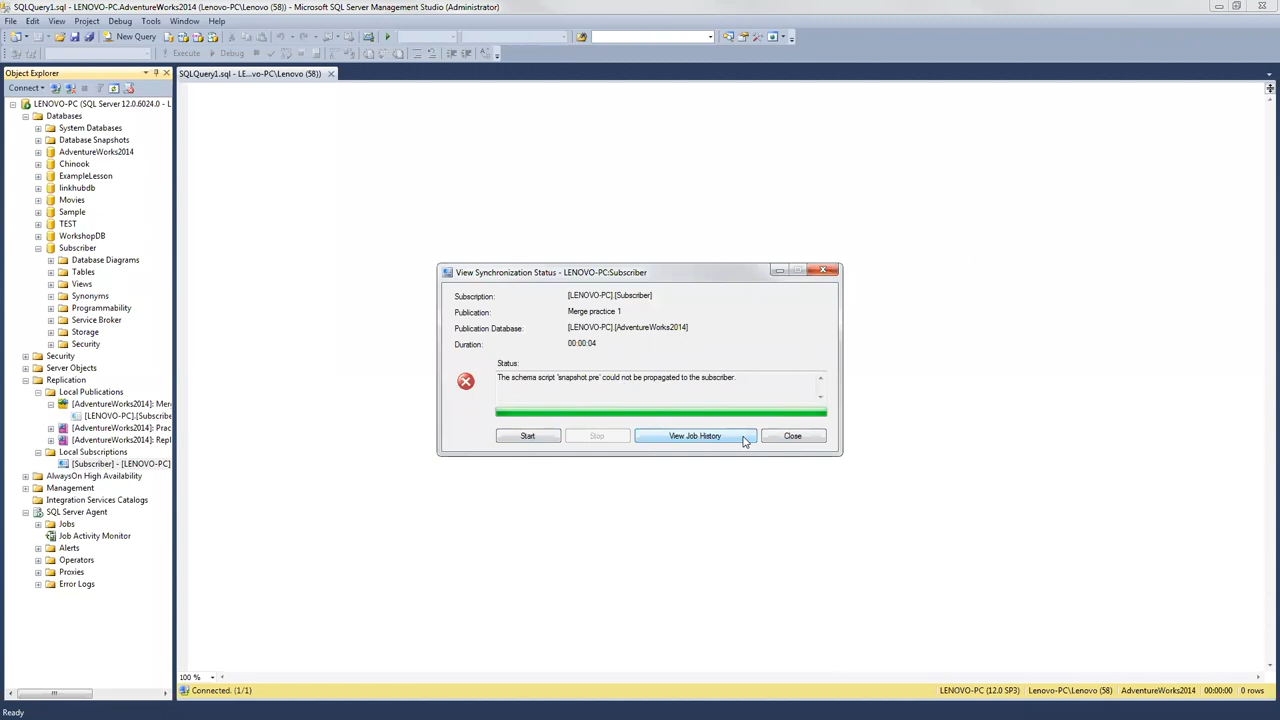 SQLQuery1.sql - LENOVO-PC.AdventureWorks2014 (Lenovo-PC\Lenovo (58)) - Microsoft SQL Server Management Studio (Administrator)
File Edit View Project Debug Tools Window Help
New Query
Execute Debug
Object Explorer
SQLQuery1.sql - LE...vo-PC\Lenovo (58))
Connect
LENOVO-PC (SQL Server 12.0.6024.0 - L
Databases
System Databases
Database Snapshots
AdventureWorks2014
Chinook
ExampleLesson
linkhubdb
Movies
Sample
TEST
WorkshopDB
Subscriber
Database Diagrams
Tables
Views
Synonyms
Programmability
Service Broker
Storage
Security
Security
Server Objects
Replication
Local Publications
[AdventureWorks2014]: Mer
[LENOVO-PC].[Subscribe
[AdventureWorks2014]: Prac
[AdventureWorks2014]: Repl
Local Subscriptions
[Subscriber] - [LENOVO-PC]
AlwaysOn High Availability
Management
Integration Services Catalogs
SQL Server Agent
Jobs
Job Activity Monitor
Alerts
Operators
Proxies
Error Logs
View Synchronization Status - LENOVO-PC:Subscriber
Subscription: [LENOVO-PC].[Subscriber]
Publication: Merge practice 1
Publication Database: [LENOVO-PC].[AdventureWorks2014]
Duration: 00:00:04
Status:
The schema script 'snapshot.pre' could not be propagated to the subscriber.
Start Stop View Job History Close
100 %
Connected. (1/1) LENOVO-PC (12.0 SP3) Lenovo-PC\Lenovo (58) AdventureWorks2014 00:00:00 0 rows
Ready